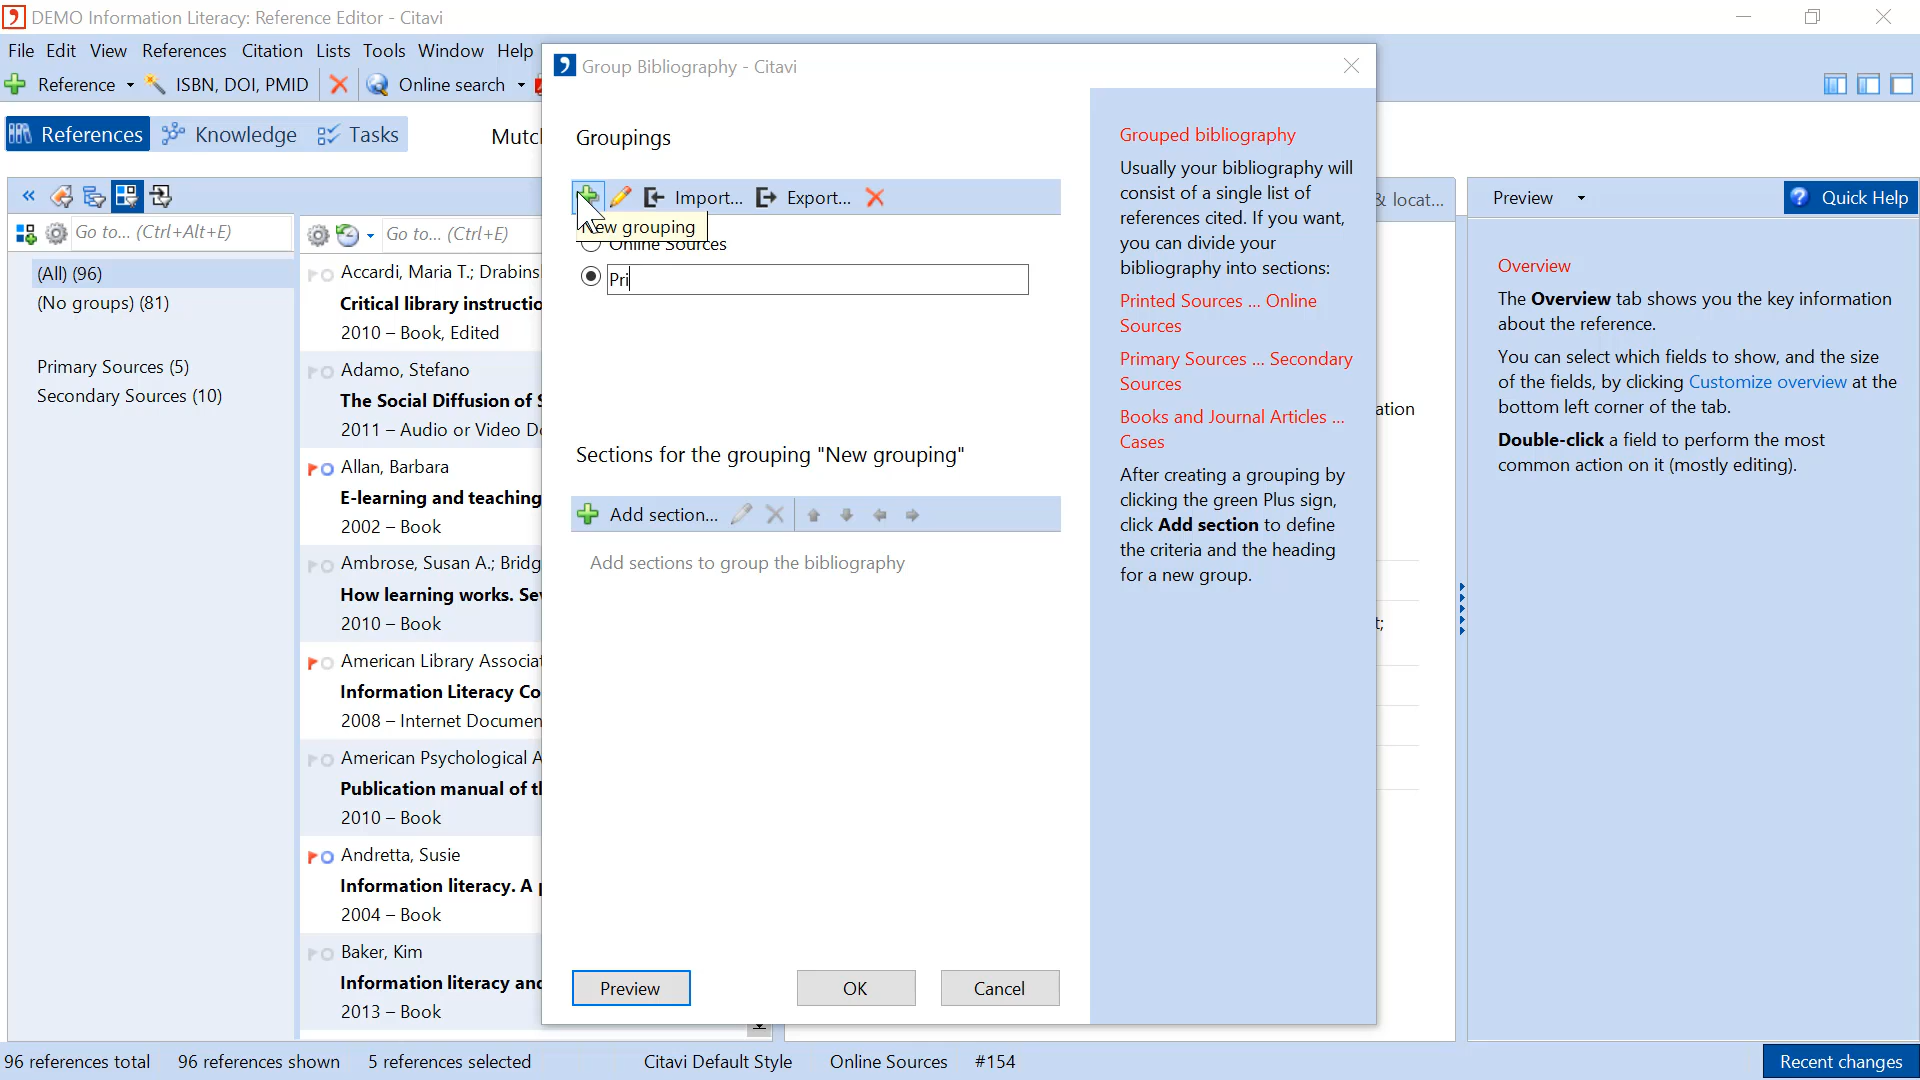 DEMO Information Literacy: Reference Editor - Citavi
File Edit View References Citation Lists Tools Window Help
Reference ISBN, DOI, PMID Online search
References Knowledge Tasks
Go to... (Ctrl+Alt+E)
(All) (96)
(No groups) (81)
Primary Sources (5)
Secondary Sources (10)
Go to... (Ctrl+E)
Accardi, Maria T.;
Critical library
2010 – Book, Edited
Adamo, Stefano
The Social Diffusion of
2011 – Audio or Video
Allan, Barbara
E-learning and teaching
2002 – Book
Ambrose, Susan A.;
How learning works.
2010 – Book
American Library
Information Literacy
2008 – Internet
American Psychological
Publication manual of
2010 – Book
Andretta, Susie
Information literacy. A
2004 – Book
Baker, Kim
Information literacy
2013 – Book
Group Bibliography - Citavi
Groupings
Import... Export...
New grouping
Online Sources
Pri
Sections for the grouping "New grouping"
Add section...
Add sections to group the bibliography
Preview OK Cancel
Grouped bibliography
Usually your bibliography will
consist of a single list of
references cited. If you want,
you can divide your
bibliography into sections:
Printed Sources ... Online
Sources
Primary Sources ... Secondary
Sources
Books and Journal Articles ...
Cases
After creating a grouping by
clicking the green Plus sign,
click Add section to define
the criteria and the heading
for a new group.
& locat...
Preview Quick Help
Overview
The Overview tab shows you the key information
about the reference.
You can select which fields to show, and the size
of the fields, by clicking Customize overview at the
bottom left corner of the tab.
Double-click a field to perform the most
common action on it (mostly editing).
96 references total 96 references shown 5 references selected Citavi Default Style Online Sources #154
Recent changes